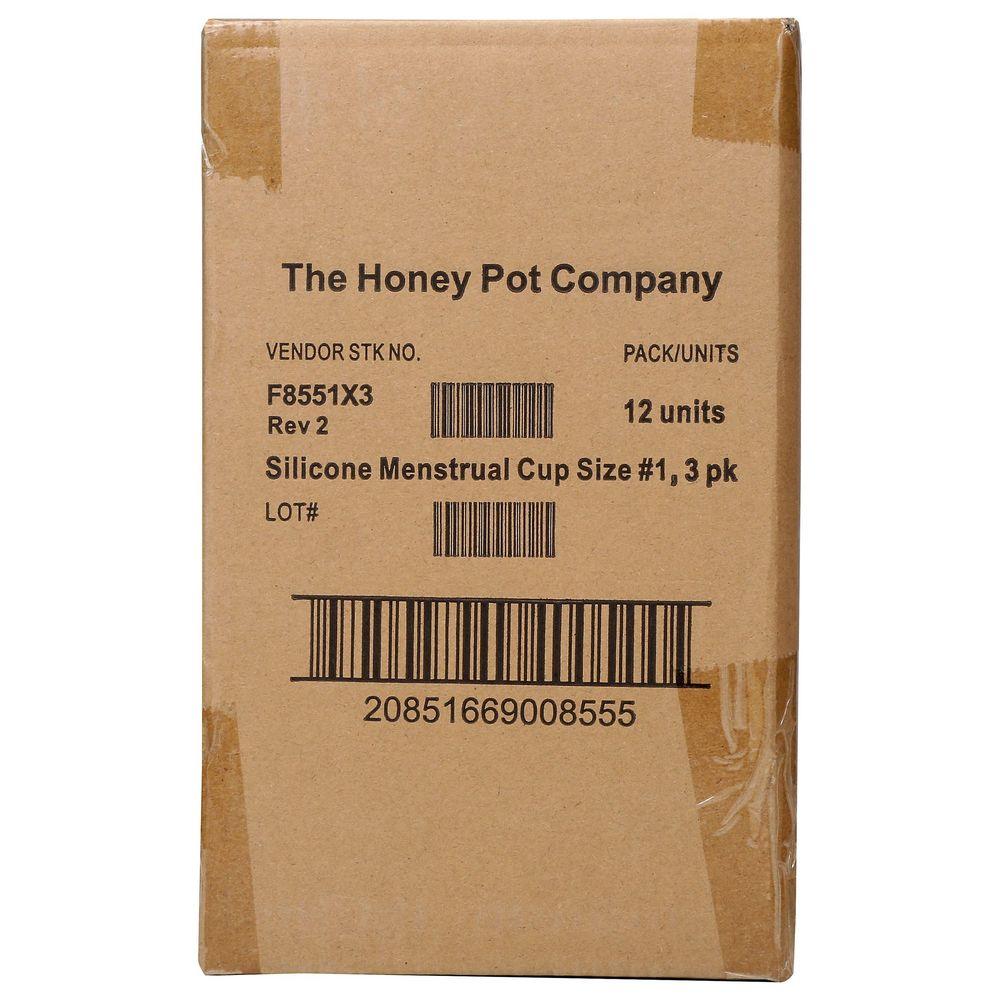 The Honey Pot Company
VENDOR STK NO. PACK/UNITS
F8551X3 12 units
Rev 2
Silicone Menstrual Cup Size #1, 3 pk
LOT#
20851669008555